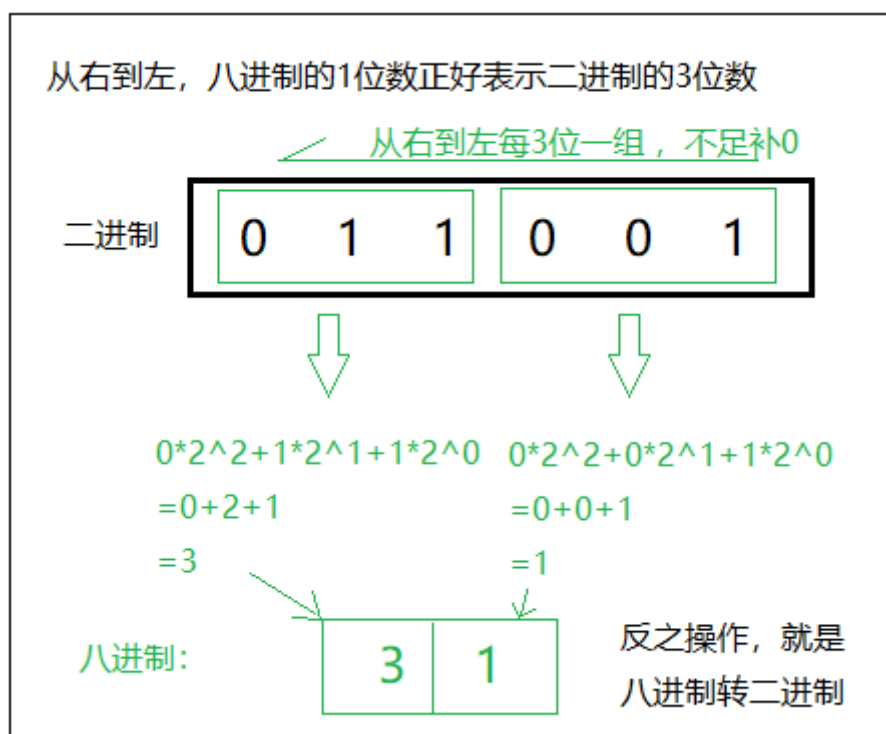 从右到左，八进制的1位数正好表示二进制的3位数
从右到左每3位一组 ，不足补0
二进制 0 1 1 0 0 1
0*2^2+1*2^1+1*2^0 0*2^2+0*2^1+1*2^0
=0+2+1 =0+0+1
=3 =1
八进制： 3 1
反之操作，就是
八进制转二进制